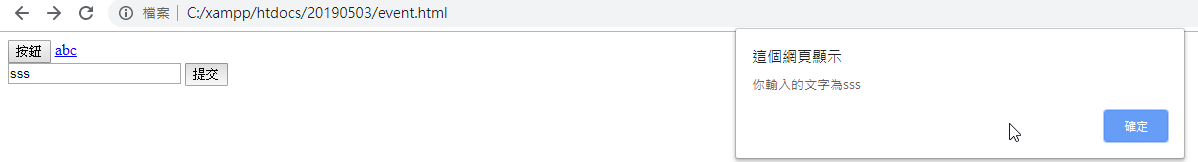 檔案 C:/xampp/htdocs/20190503/event.html
按鈕 abc
sss 提交
這個網頁顯示
你輸入的文字為sss
確定